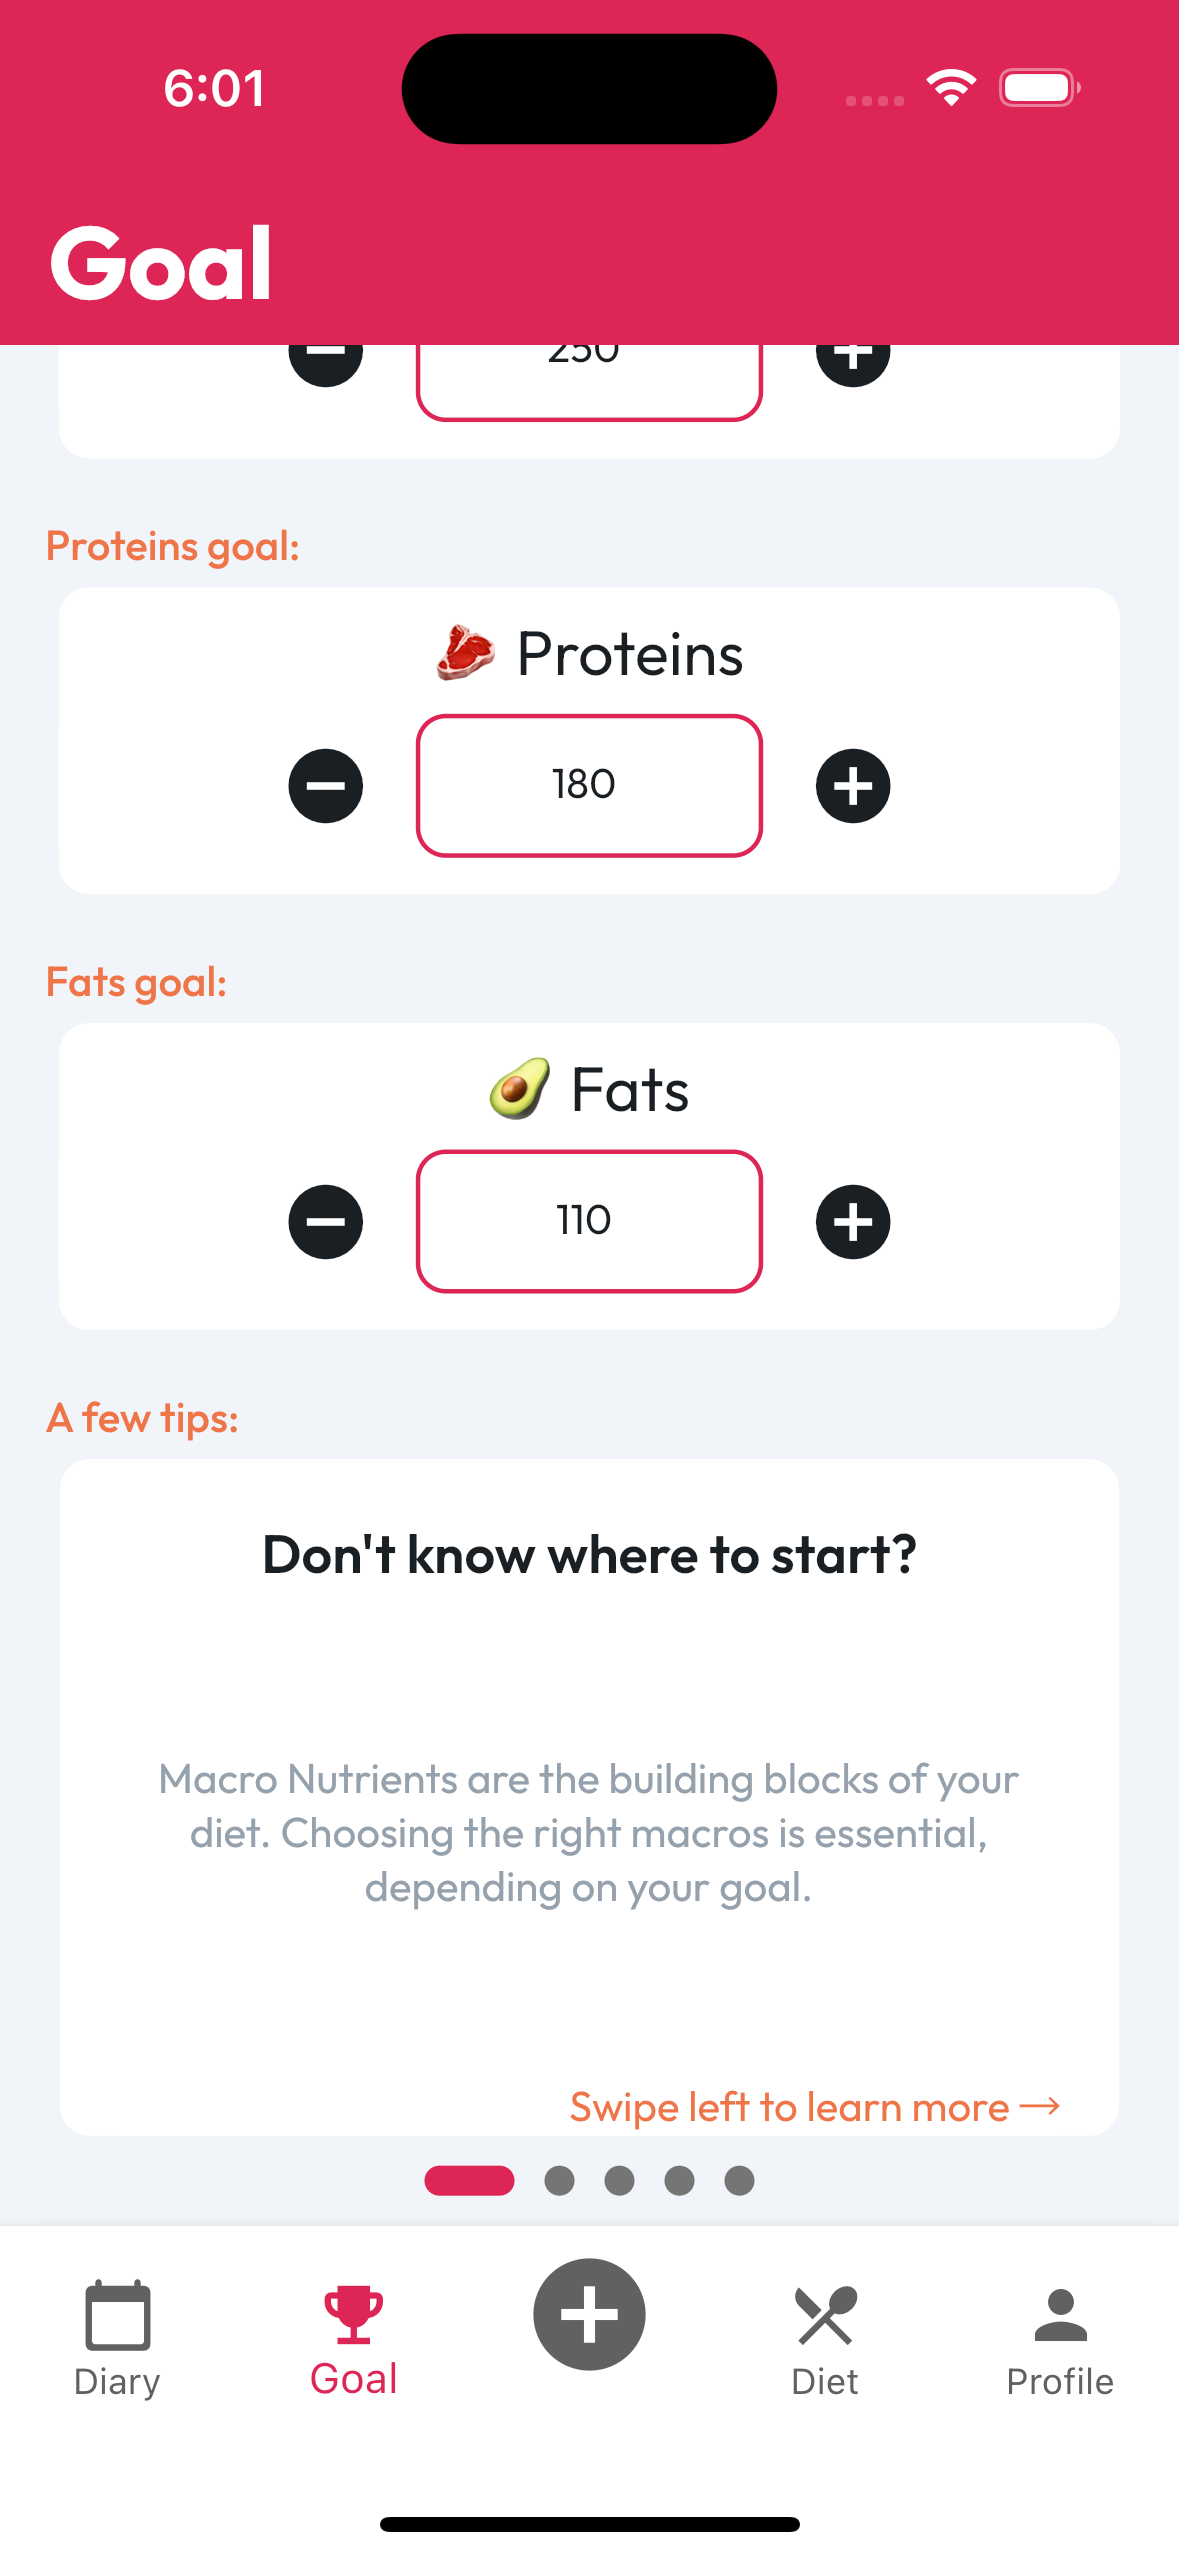 6:01
Goal
250
Proteins goal:
Proteins
180
Fats goal:
Fats
110
A few tips:
Don't know where to start?
Macro Nutrients are the building blocks of your
diet. Choosing the right macros is essential,
depending on your goal.
Swipe left to learn more →
Diary
Goal
Diet
Profile